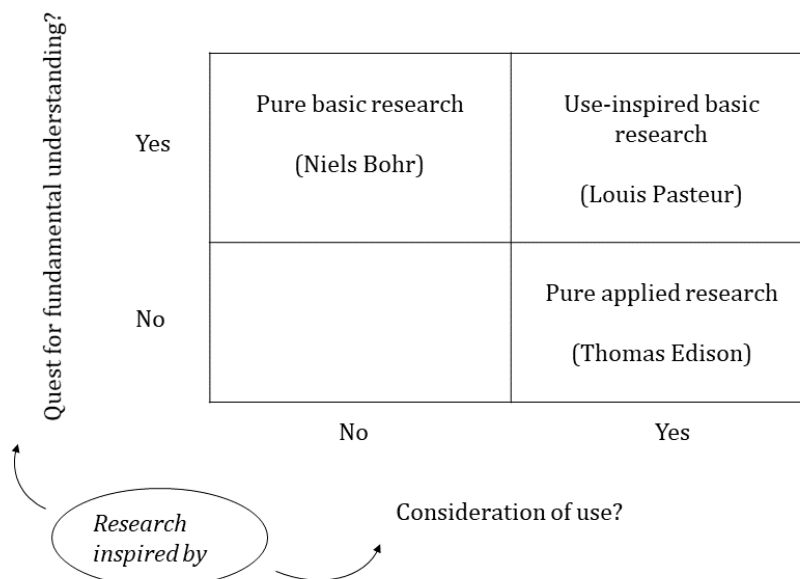 Quest for fundamental understanding?
Yes
Pure basic research
(Niels Bohr)
Use-inspired basic
research
(Louis Pasteur)
No
Pure applied research
(Thomas Edison)
No
Yes
Consideration of use?
Research
inspired by